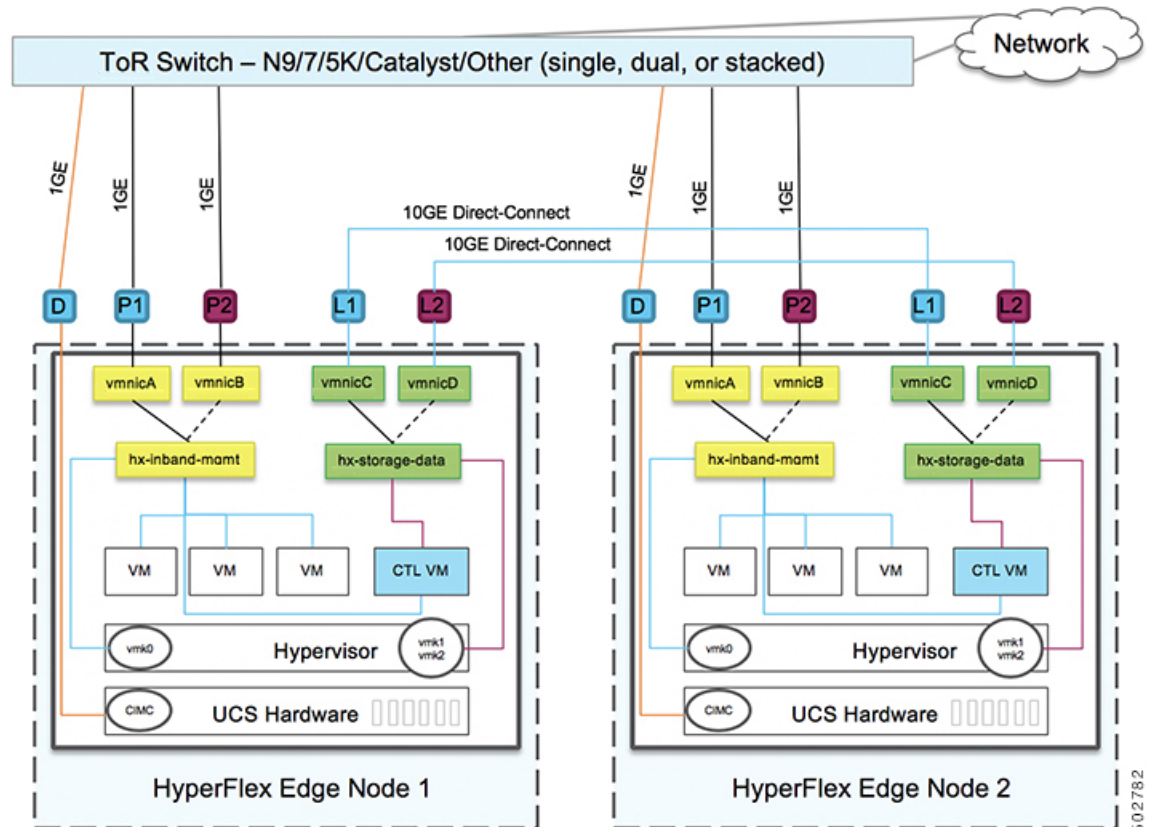 Network
ToR Switch – N9/7/5K/Catalyst/Other (single, dual, or stacked)
1GE
1GE
1GE
1GE
1GE
1GE
10GE Direct-Connect
10GE Direct-Connect
D
P1
P2
L1
L2
D
P1
P2
L1
L2
vmnicA
vmnicB
vmnicC
vmnicD
vmnicA
vmnicB
vmnicC
vmnicD
hx-inband-mgmt
hx-storage-data
hx-inband-mgmt
hx-storage-data
VM
VM
VM
CTL VM
VM
VM
VM
CTL VM
vmk0
Hypervisor
vmk1
vmk2
vmk0
Hypervisor
vmk1
vmk2
CIMC
UCS Hardware
CIMC
UCS Hardware
HyperFlex Edge Node 1
HyperFlex Edge Node 2